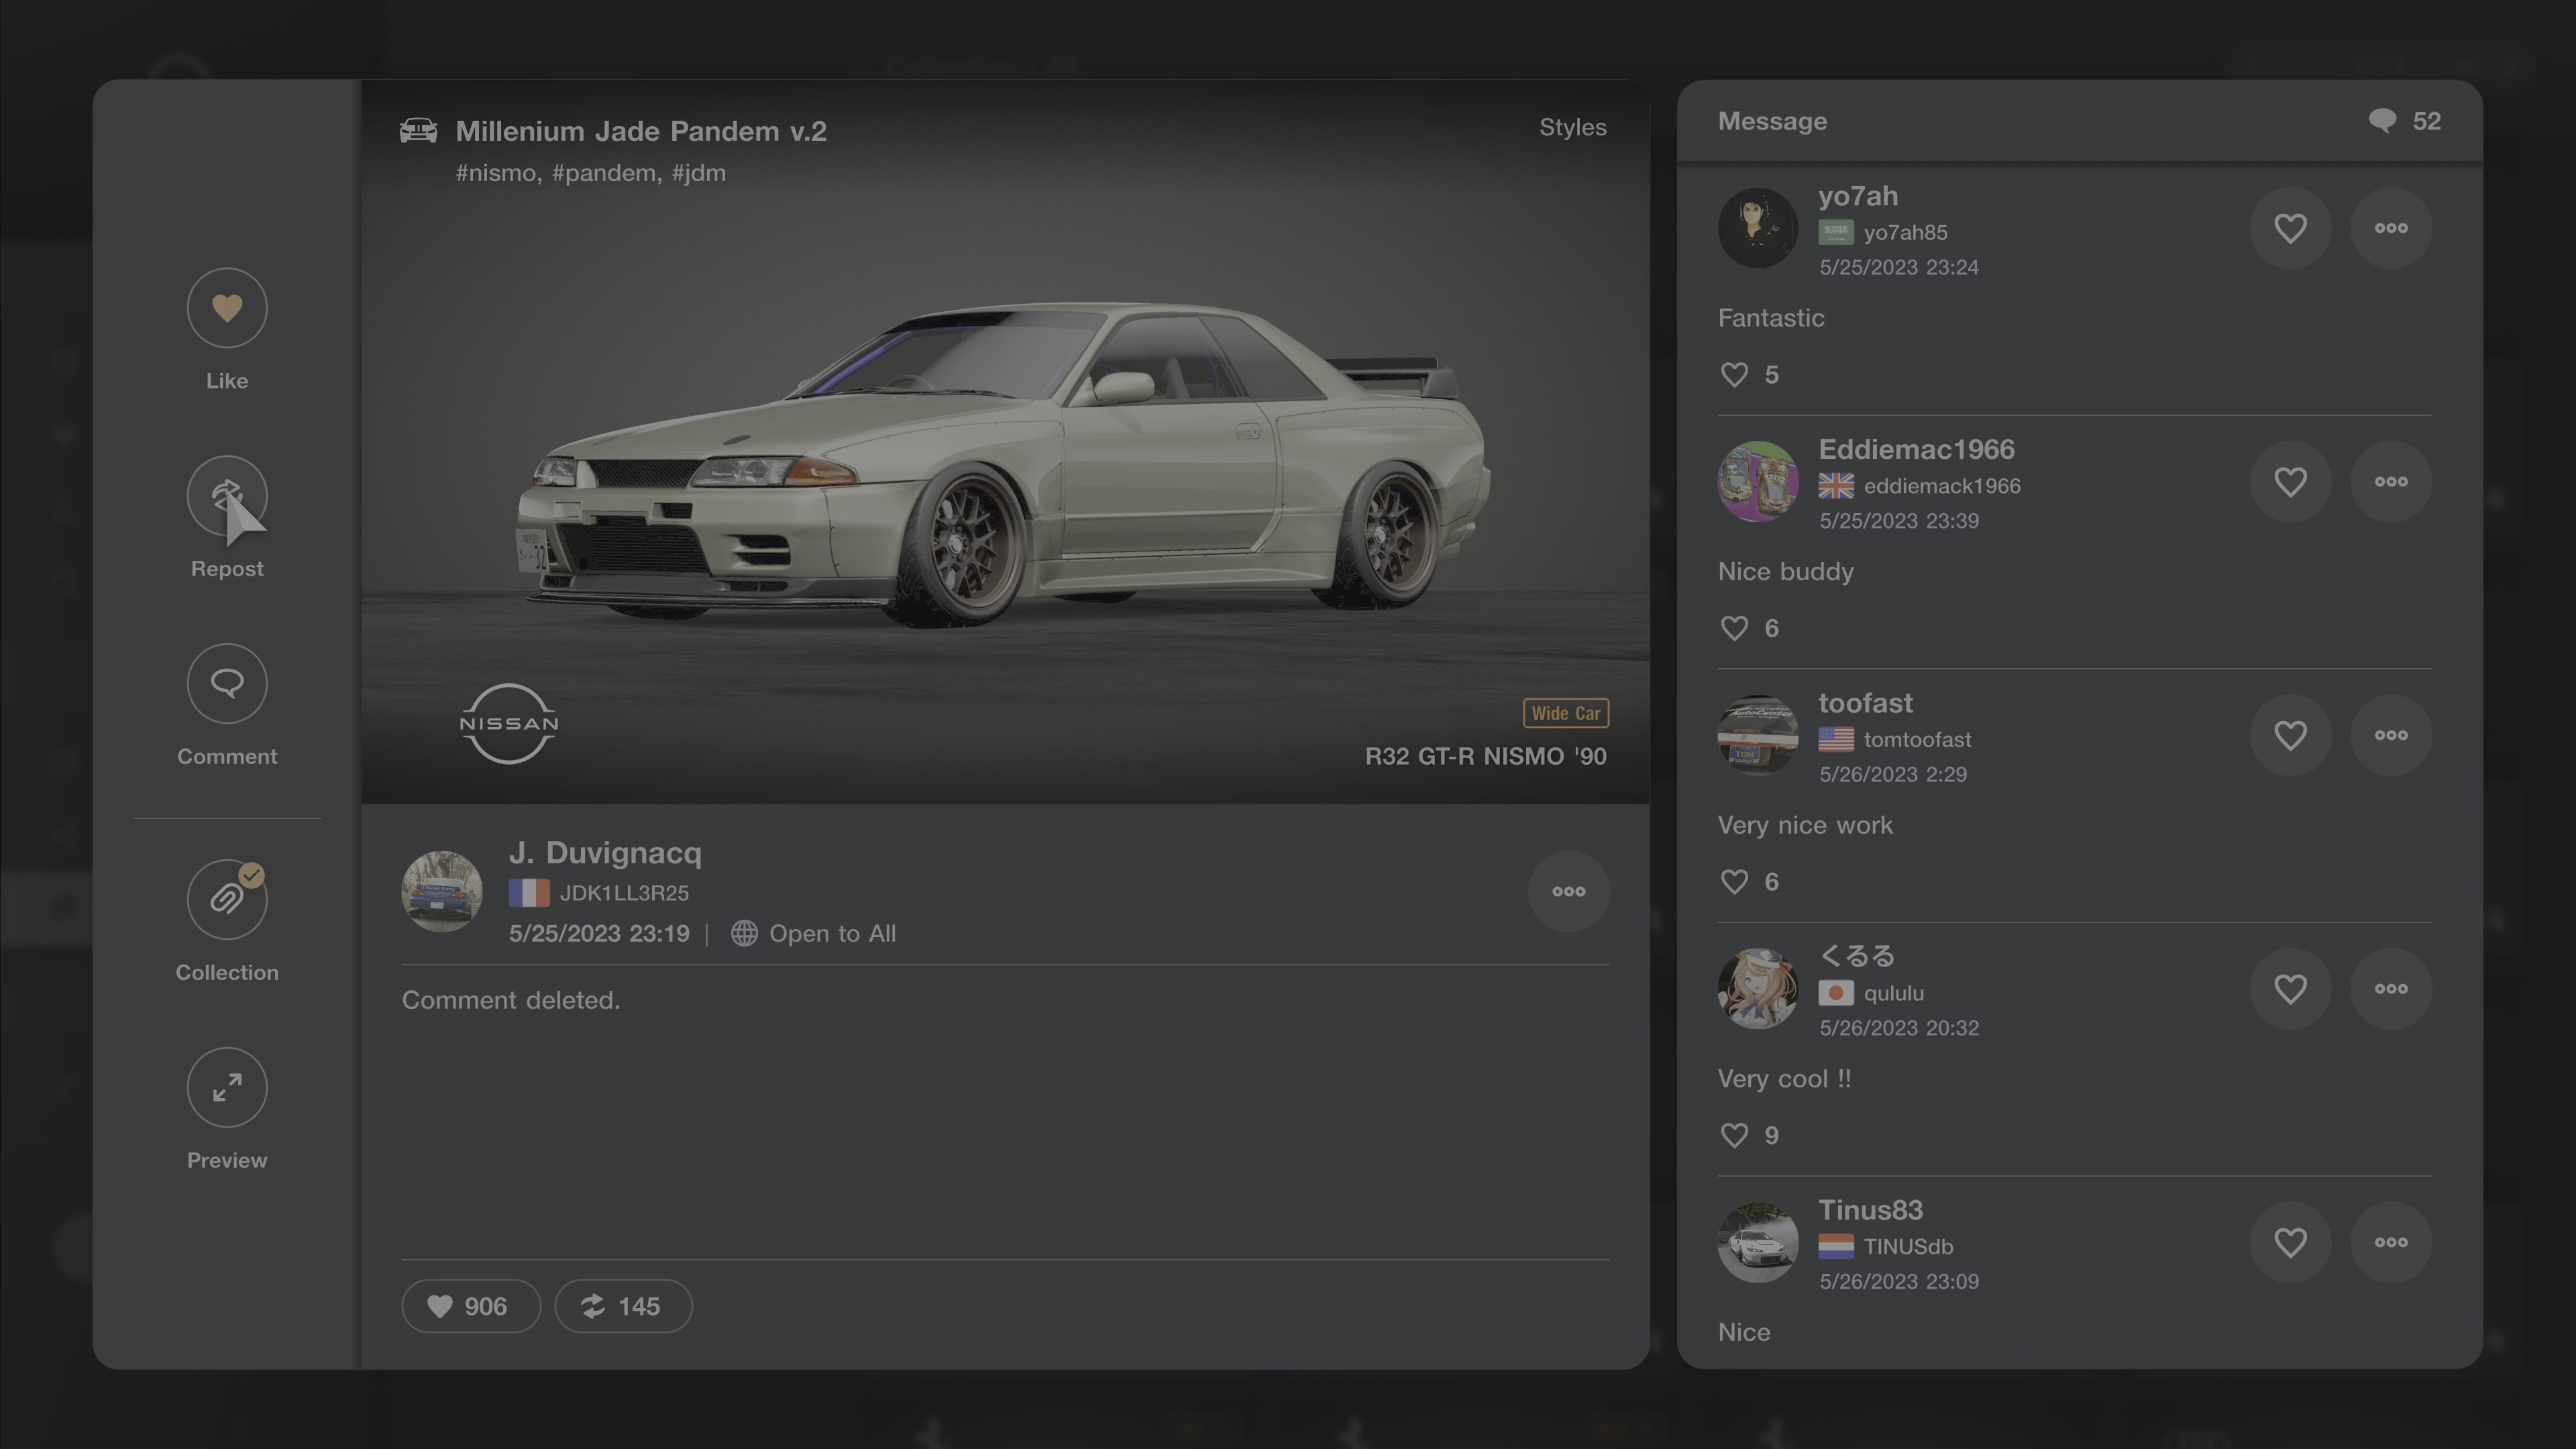 Like
Repost
Comment
Collection
Preview
Millenium Jade Pandem v.2
#nismo, #pandem, #jdm
Styles
32
NISSAN
Wide Car
R32 GT-R NISMO '90
J. Duvignacq
JDK1LL3R25
5/25/2023 23:19 | Open to All
Comment deleted.
906
145
Message
52
yo7ah
yo7ah85
5/25/2023 23:24
Fantastic
5
Eddiemac1966
eddiemack1966
5/25/2023 23:39
Nice buddy
6
toofast
tomtoofast
5/26/2023 2:29
Very nice work
6
くるる
qululu
5/26/2023 20:32
Very cool !!
9
Tinus83
TINUSdb
5/26/2023 23:09
Nice